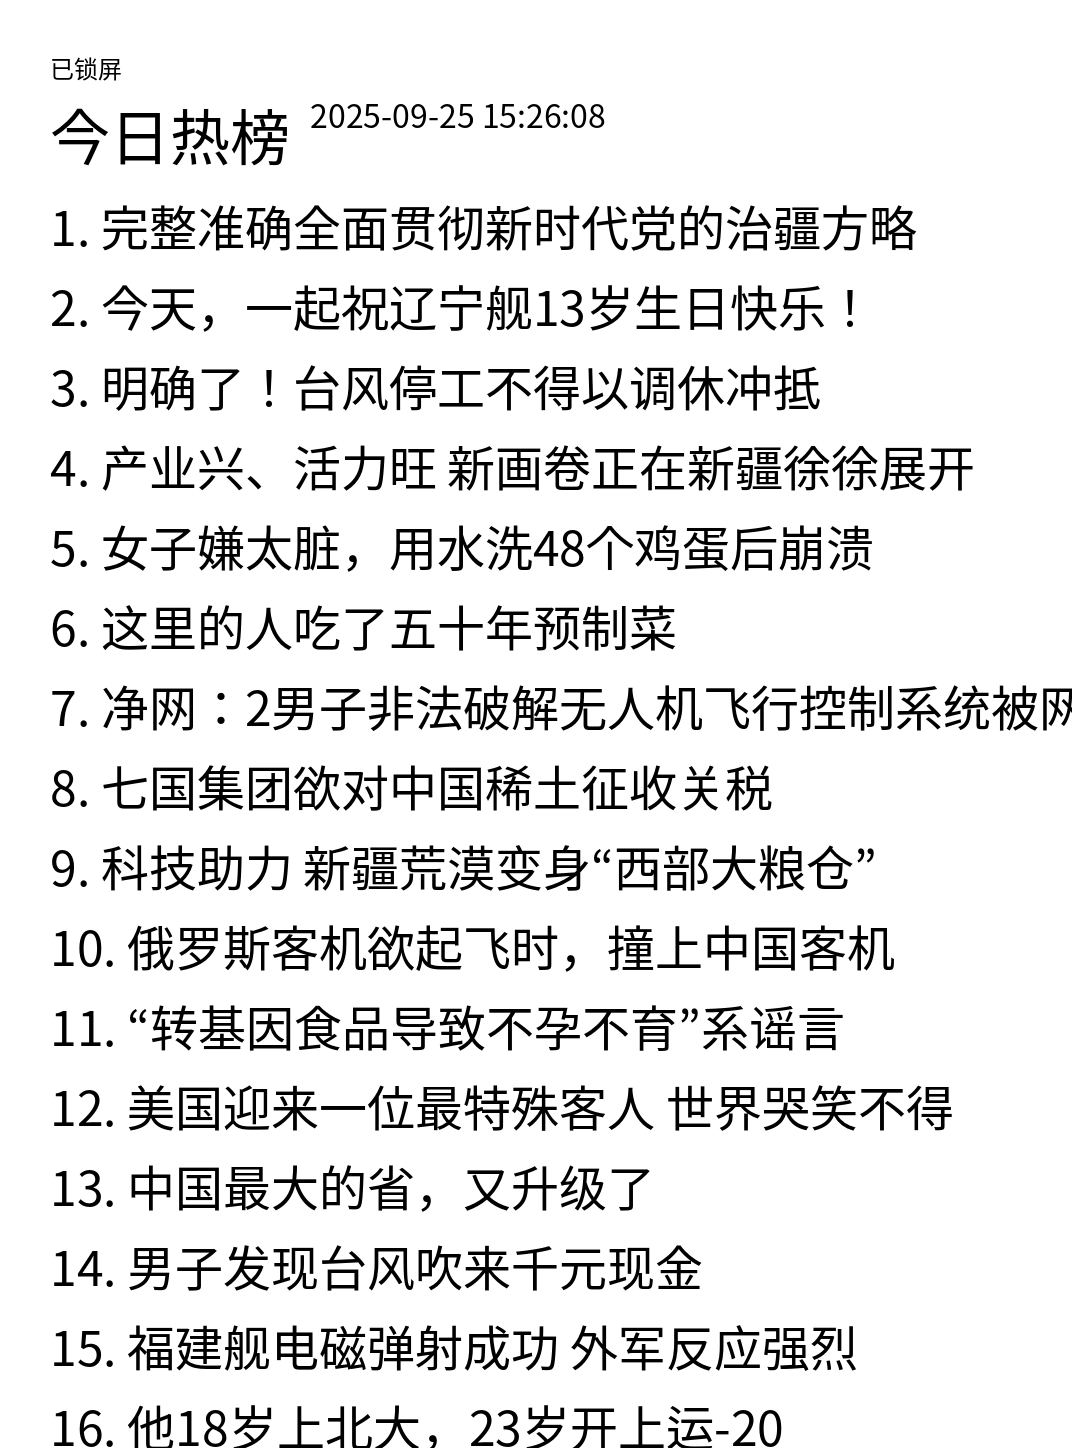 已锁屏
今日热榜 2025-09-25 15:26:08
1. 完整准确全面贯彻新时代党的治疆方略
2. 今天，一起祝辽宁舰13岁生日快乐！
3. 明确了！台风停工不得以调休冲抵
4. 产业兴、活力旺 新画卷正在新疆徐徐展开
5. 女子嫌太脏，用水洗48个鸡蛋后崩溃
6. 这里的人吃了五十年预制菜
7. 净网：2男子非法破解无人机飞行控制系统被网
8. 七国集团欲对中国稀土征收关税
9. 科技助力 新疆荒漠变身“西部大粮仓”
10. 俄罗斯客机欲起飞时，撞上中国客机
11. “转基因食品导致不孕不育”系谣言
12. 美国迎来一位最特殊客人 世界哭笑不得
13. 中国最大的省，又升级了
14. 男子发现台风吹来千元现金
15. 福建舰电磁弹射成功 外军反应强烈
16. 他18岁上北大，23岁开上运-20